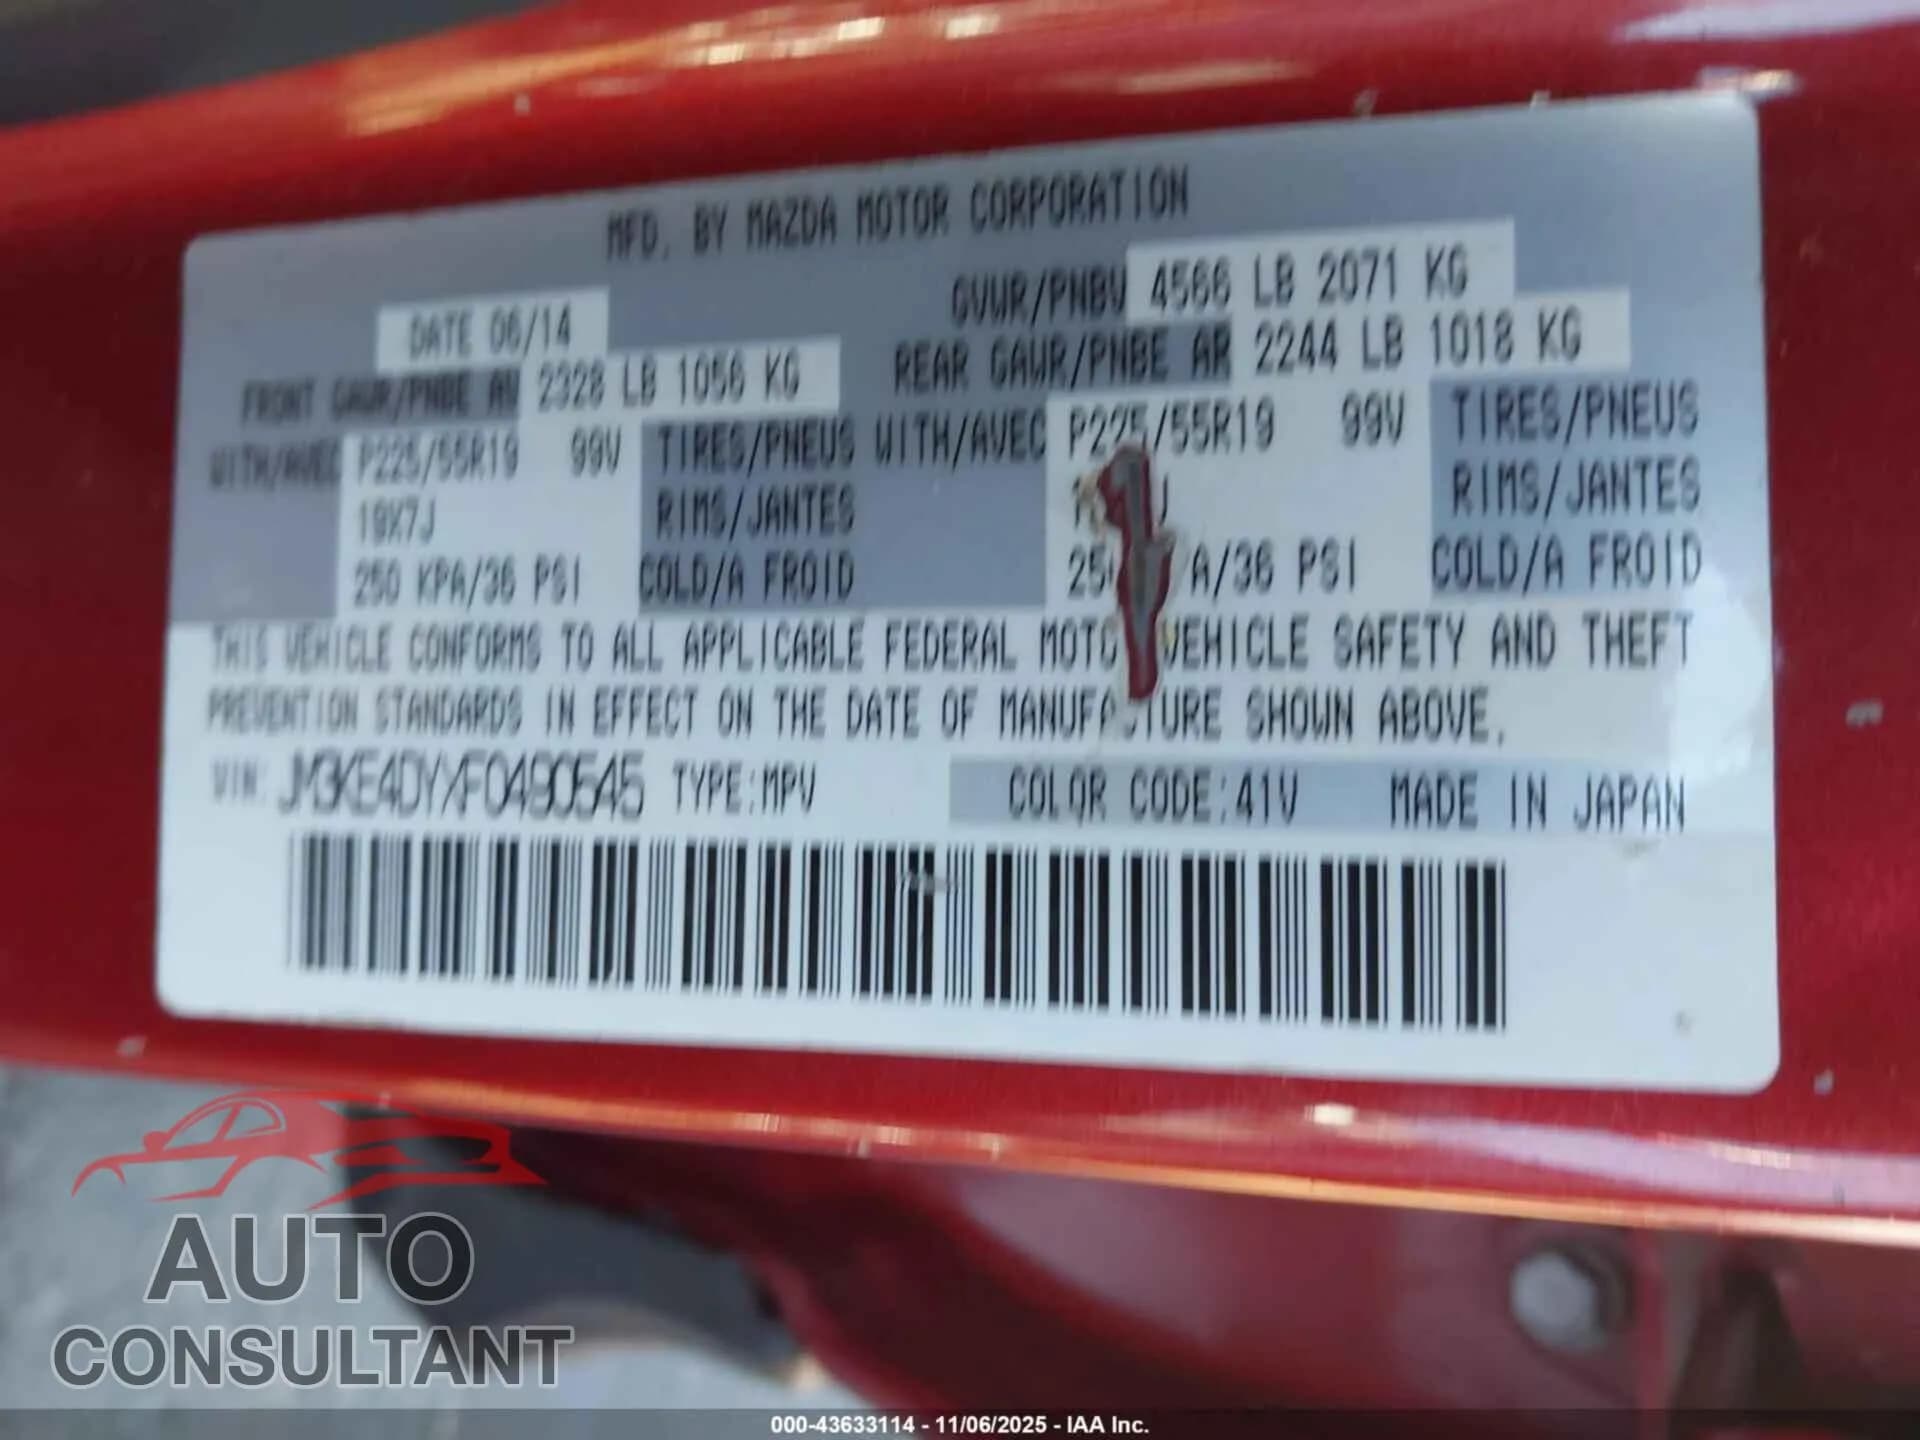 MFD. BY MAZDA MOTOR CORPORATION
DATE 06/14 GVWR/PNBV 4566 LB 2071 KG
FRONT GAWR/PNBE AV 2328 LB 1056 KG REAR GAWR/PNBE AR 2244 LB 1018 KG
WITH/AVEC P225/55R19 99V TIRES/PNEUS WITH/AVEC P225/55R19 99V TIRES/PNEUS
19X7J RIMS/JANTES J RIMS/JANTES
250 KPA/36 PSI COLD/A FROID 25 A/36 PSI COLD/A FROID
THIS VEHICLE CONFORMS TO ALL APPLICABLE FEDERAL MOTO VEHICLE SAFETY AND THEFT
PREVENTION STANDARDS IN EFFECT ON THE DATE OF MANUFACTURE SHOWN ABOVE.
VIN: JM3KE4DYXF0490545 TYPE:MPV COLOR CODE:41V MADE IN JAPAN
AUTO
CONSULTANT
000-43633114 - 11/06/2025 - IAA Inc.